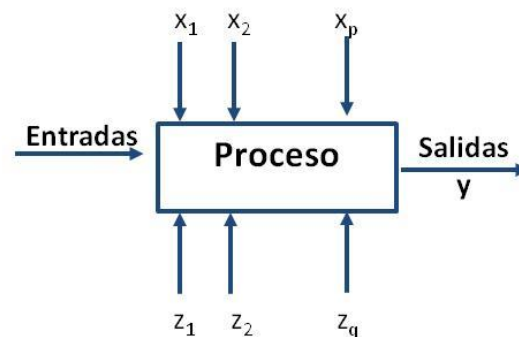 x1 x2 xp
Entradas
Proceso
Salidas
y
z1 z2 zq